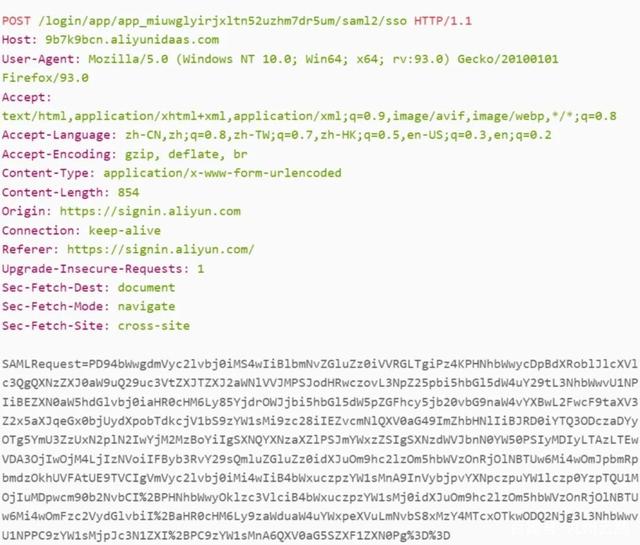 POST /login/app/app_miuwglyirjxltn52uzhm7dr5um/saml2/sso HTTP/1.1
Host: 9b7k9bcn.aliyunidaas.com
User-Agent: Mozilla/5.0 (Windows NT 10.0; Win64; x64; rv:93.0) Gecko/20100101
Firefox/93.0
Accept:
text/html,application/xhtml+xml,application/xml;q=0.9,image/avif,image/webp,*/*;q=0.8
Accept-Language: zh-CN,zh;q=0.8,zh-TW;q=0.7,zh-HK;q=0.5,en-US;q=0.3,en;q=0.2
Accept-Encoding: gzip, deflate, br
Content-Type: application/x-www-form-urlencoded
Content-Length: 854
Origin: https://signin.aliyun.com
Connection: keep-alive
Referer: https://signin.aliyun.com/
Upgrade-Insecure-Requests: 1
Sec-Fetch-Dest: document
Sec-Fetch-Mode: navigate
Sec-Fetch-Site: cross-site
SAMLRequest=PD94bWwgdmVyc2lvbj0iMS4wIiBlbmNvZGluZz0iVVRGLTgiPz4KPHNhbWwycDpBdXRoblJlcXVl
c3QgQXNzZXJ0aW9uQ29uc3VtZXJTZXJ2aWNlVVJMPSJodHRwczovL3NpZ25pbi5hbGl5dW4uY29tL3NhbWwvU1NP
IiBEZXN0aW5hdGlvbj0iaHR0cHM6Ly85YjdrOWJjbi5hbGl5dW5pZGFhcy5jb20vbG9naW4vYXBwL2FwcF9taXV3
Z2x5aXJqeGx0bjUydXpobTdkcjV1bS9zYW1sMi9zc28iIEZvcmNlQXV0aG49ImZhbHNlIiBJRD0iYTQ3ODczaDYy
OTg5YmU3ZzUxN2plN2IwYjM2MzBoYiIgSXNQYXNzaXZlPSJmYWxzZSIgSXNzdWVJbnN0YW50PSIyMDIyLTAzLTEw
VDA3OjIwOjM4LjIzNVoiIFByb3RvY29sQmluZGluZz0idXJuOm9hc2lzOm5hbWVzOnRjOlNBTUw6Mi4wOmJpbmRp
bmdzOkhUVFAtUE9TVCIgVmVyc2lvbj0iMi4wIiB4bWxuczpzYW1sMnA9InVybjpvYXNpczpuYW1lczp0YzpTQU1M
OjIuMDpwcm90b2NvbCI%2BPHNhbWwyOklzc3VlciB4bWxuczpzYW1sMj0idXJuOm9hc2lzOm5hbWVzOnRjOlNBTU
w6Mi4wOmFzc2VydGlvbiI%2BaHR0cHM6Ly9zaWduaW4uYWxpeXVuLmNvbS8xMzY4MTcxOTkwODQ2Njg3L3NhbWwv
U1NPPC9zYW1sMjpJc3N1ZXI%2BPC9zYW1sMnA6QXV0aG5SZXF1ZXN0Pg%3D%3D